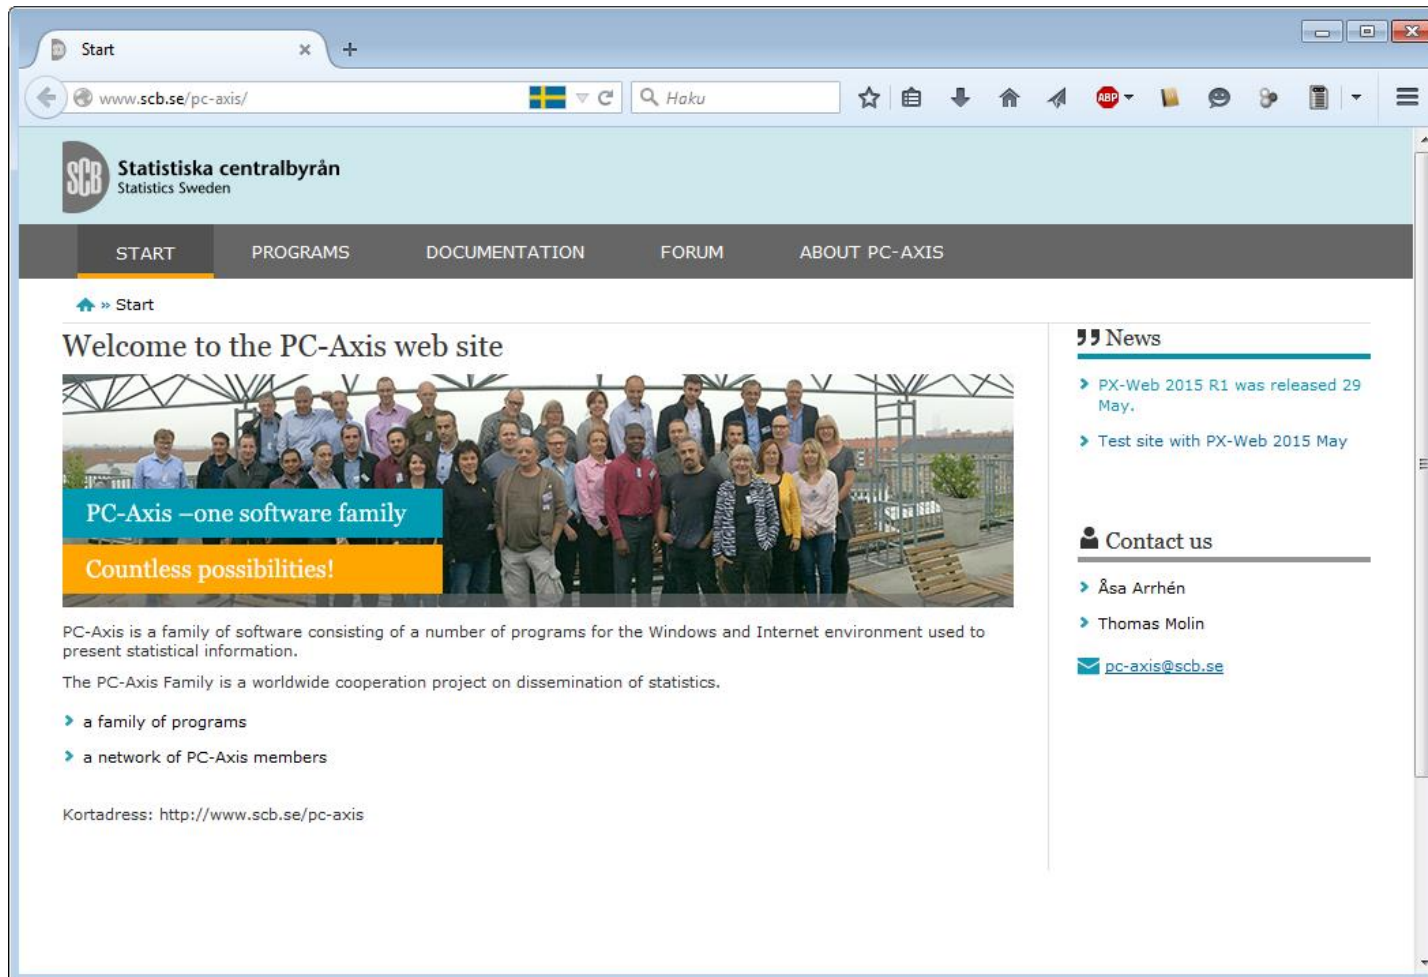 Start
www.scb.se/pc-axis/
Haku
ABP
SCB
Statistiska centralbyrån
Statistics Sweden
START PROGRAMS DOCUMENTATION FORUM ABOUT PC-AXIS
» Start
Welcome to the PC-Axis web site
PC-Axis –one software family
Countless possibilities!
PC-Axis is a family of software consisting of a number of programs for the Windows and Internet environment used to
present statistical information.
The PC-Axis Family is a worldwide cooperation project on dissemination of statistics.
a family of programs
a network of PC-Axis members
Kortadress: http://www.scb.se/pc-axis
News
PX-Web 2015 R1 was released 29
May.
Test site with PX-Web 2015 May
Contact us
Åsa Arrhén
Thomas Molin
pc-axis@scb.se